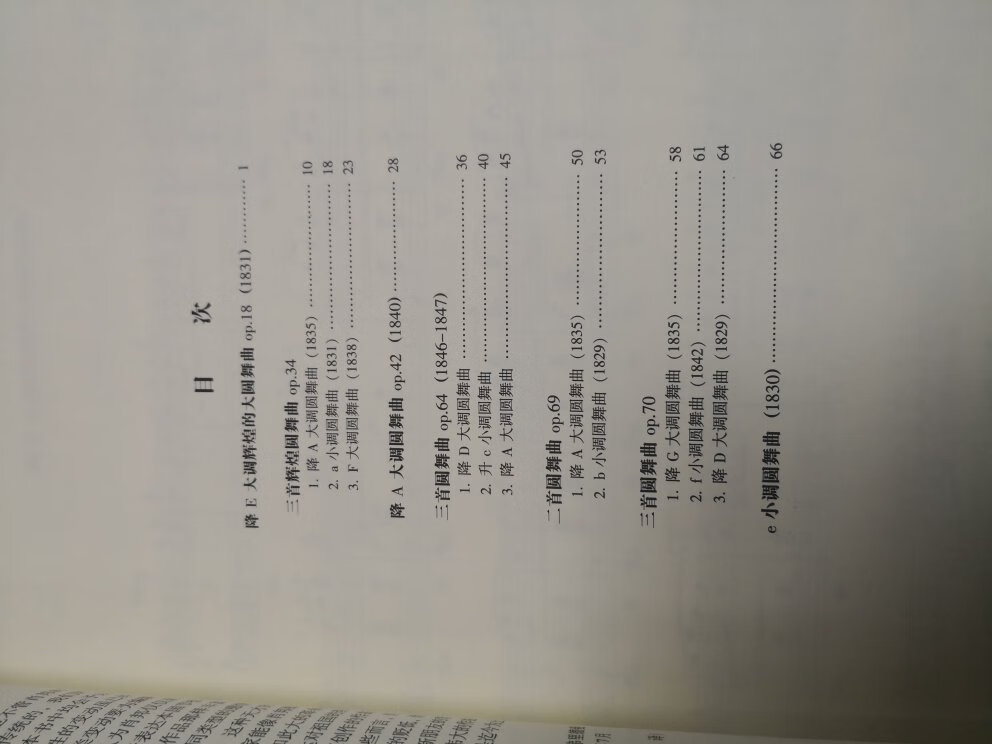 目 次
降 E 大调辉煌的大圆舞曲 op.18 (1831) ………… 1
三首辉煌圆舞曲 op.34
1. 降 A 大调圆舞曲 (1835) …………………… 10
2. a 小调圆舞曲 (1831) ……………………… 18
3. F 大调圆舞曲 (1838) ……………………… 23
降 A 大调圆舞曲 op.42 (1840) ……………… 28
三首圆舞曲 op.64 (1846-1847)
1. 降 D 大调圆舞曲 ………………………… 36
2. 升 c 小调圆舞曲 ………………………… 40
3. 降 A 大调圆舞曲 ………………………… 45
二首圆舞曲 op.69
1. 降 A 大调圆舞曲 (1835) ………………… 50
2. b 小调圆舞曲 (1829) …………………… 53
三首圆舞曲 op.70
1. 降 G 大调圆舞曲 (1835) ………………… 58
2. f 小调圆舞曲 (1842) …………………… 61
3. 降 D 大调圆舞曲 (1829) ………………… 64
e 小调圆舞曲 (1830) ………………………… 66